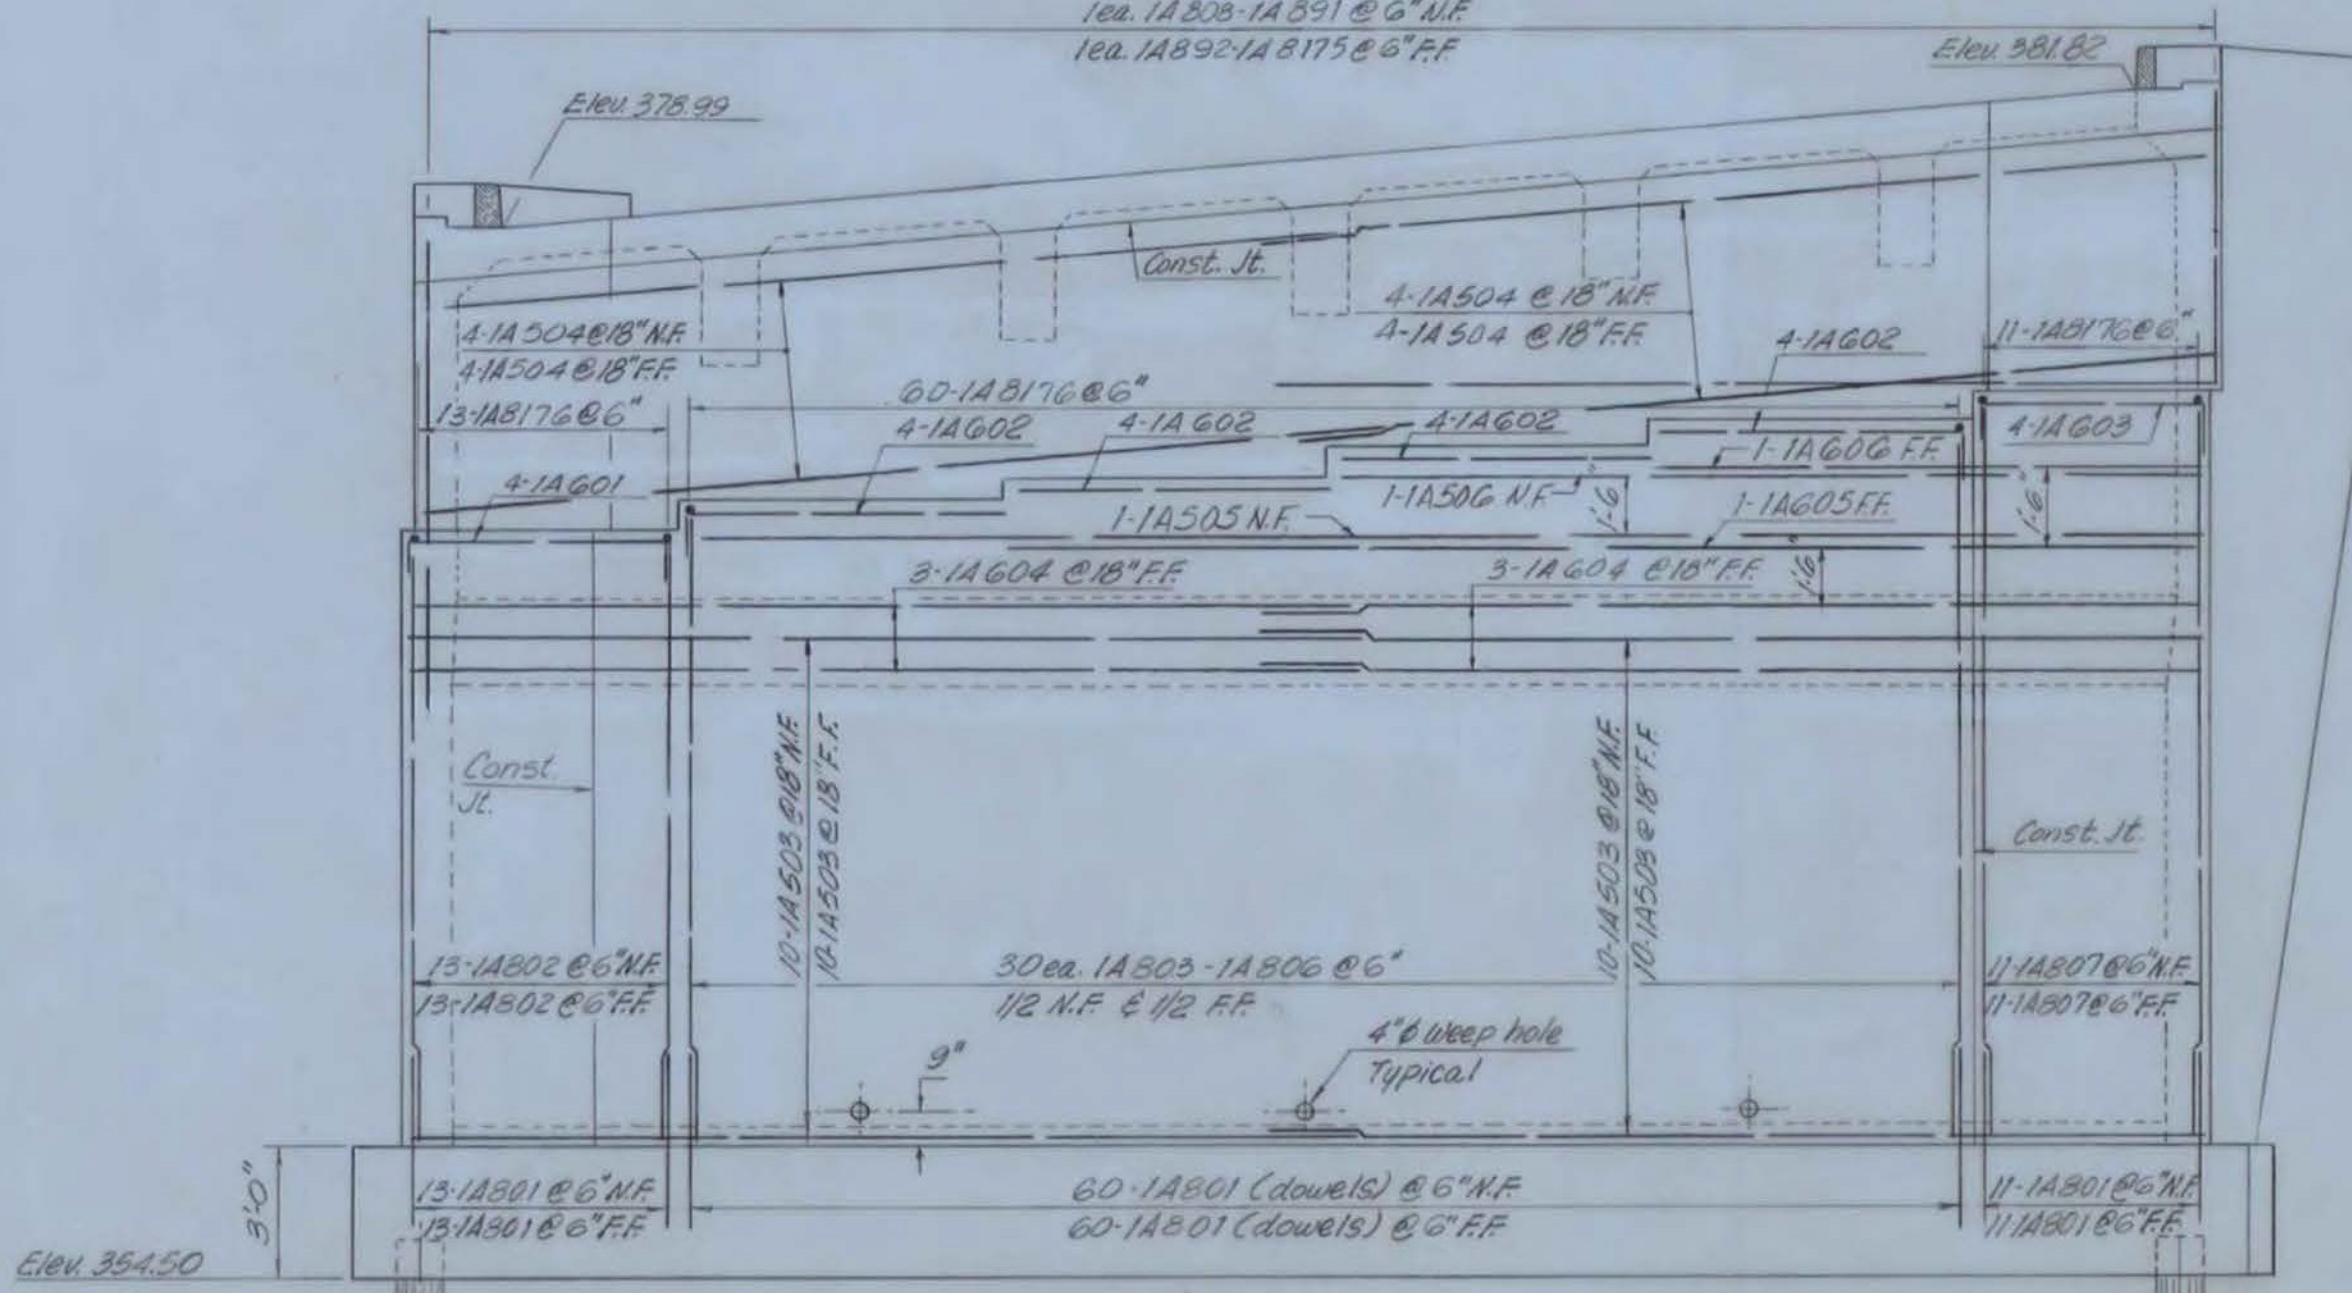 1ea. 1A808-1A891 @ 6" N.F.
1ea. 1A892-1A8175 @ 6" F.F.
Elev. 381.82
Elev. 378.99
Const. Jt.
4-1A504 @ 18" N.F.
4-1A504 @ 18" F.F.
4-1A504 @ 18" N.F.
4-1A504 @ 18" F.F.
4-1A602
11-1A8176 @ 6"
60-1A8176 @ 6"
13-1A8176 @ 6"
4-1A602
4-1A602
4-1A602
4-1A603
1-1A606 F.F.
4-1A601
1-1A506 N.F.
1'-6"
1-1A605 F.F.
1'-6"
1-1A505 N.F.
3-1A604 @ 18" F.F.
3-1A604 @ 18" F.F.
1'-6"
Const.
Jt.
10-1A503 @ 18" N.F.
10-1A503 @ 18" F.F.
10-1A503 @ 18" N.F.
10-1A503 @ 18" F.F.
Const. Jt.
13-1A802 @ 6" N.F.
13-1A802 @ 6" F.F.
30 ea. 1A803-1A806 @ 6"
1/2 N.F. & 1/2 F.F.
11-1A807 @ 6" N.F.
11-1A807 @ 6" F.F.
9"
4" ϕ weep hole
Typical
3'-0"
13-1A801 @ 6" N.F.
13-1A801 @ 6" F.F.
60-1A801 (dowels) @ 6" N.F.
60-1A801 (dowels) @ 6" F.F.
11-1A801 @ 6" N.F.
11-1A801 @ 6" F.F.
Elev. 354.50